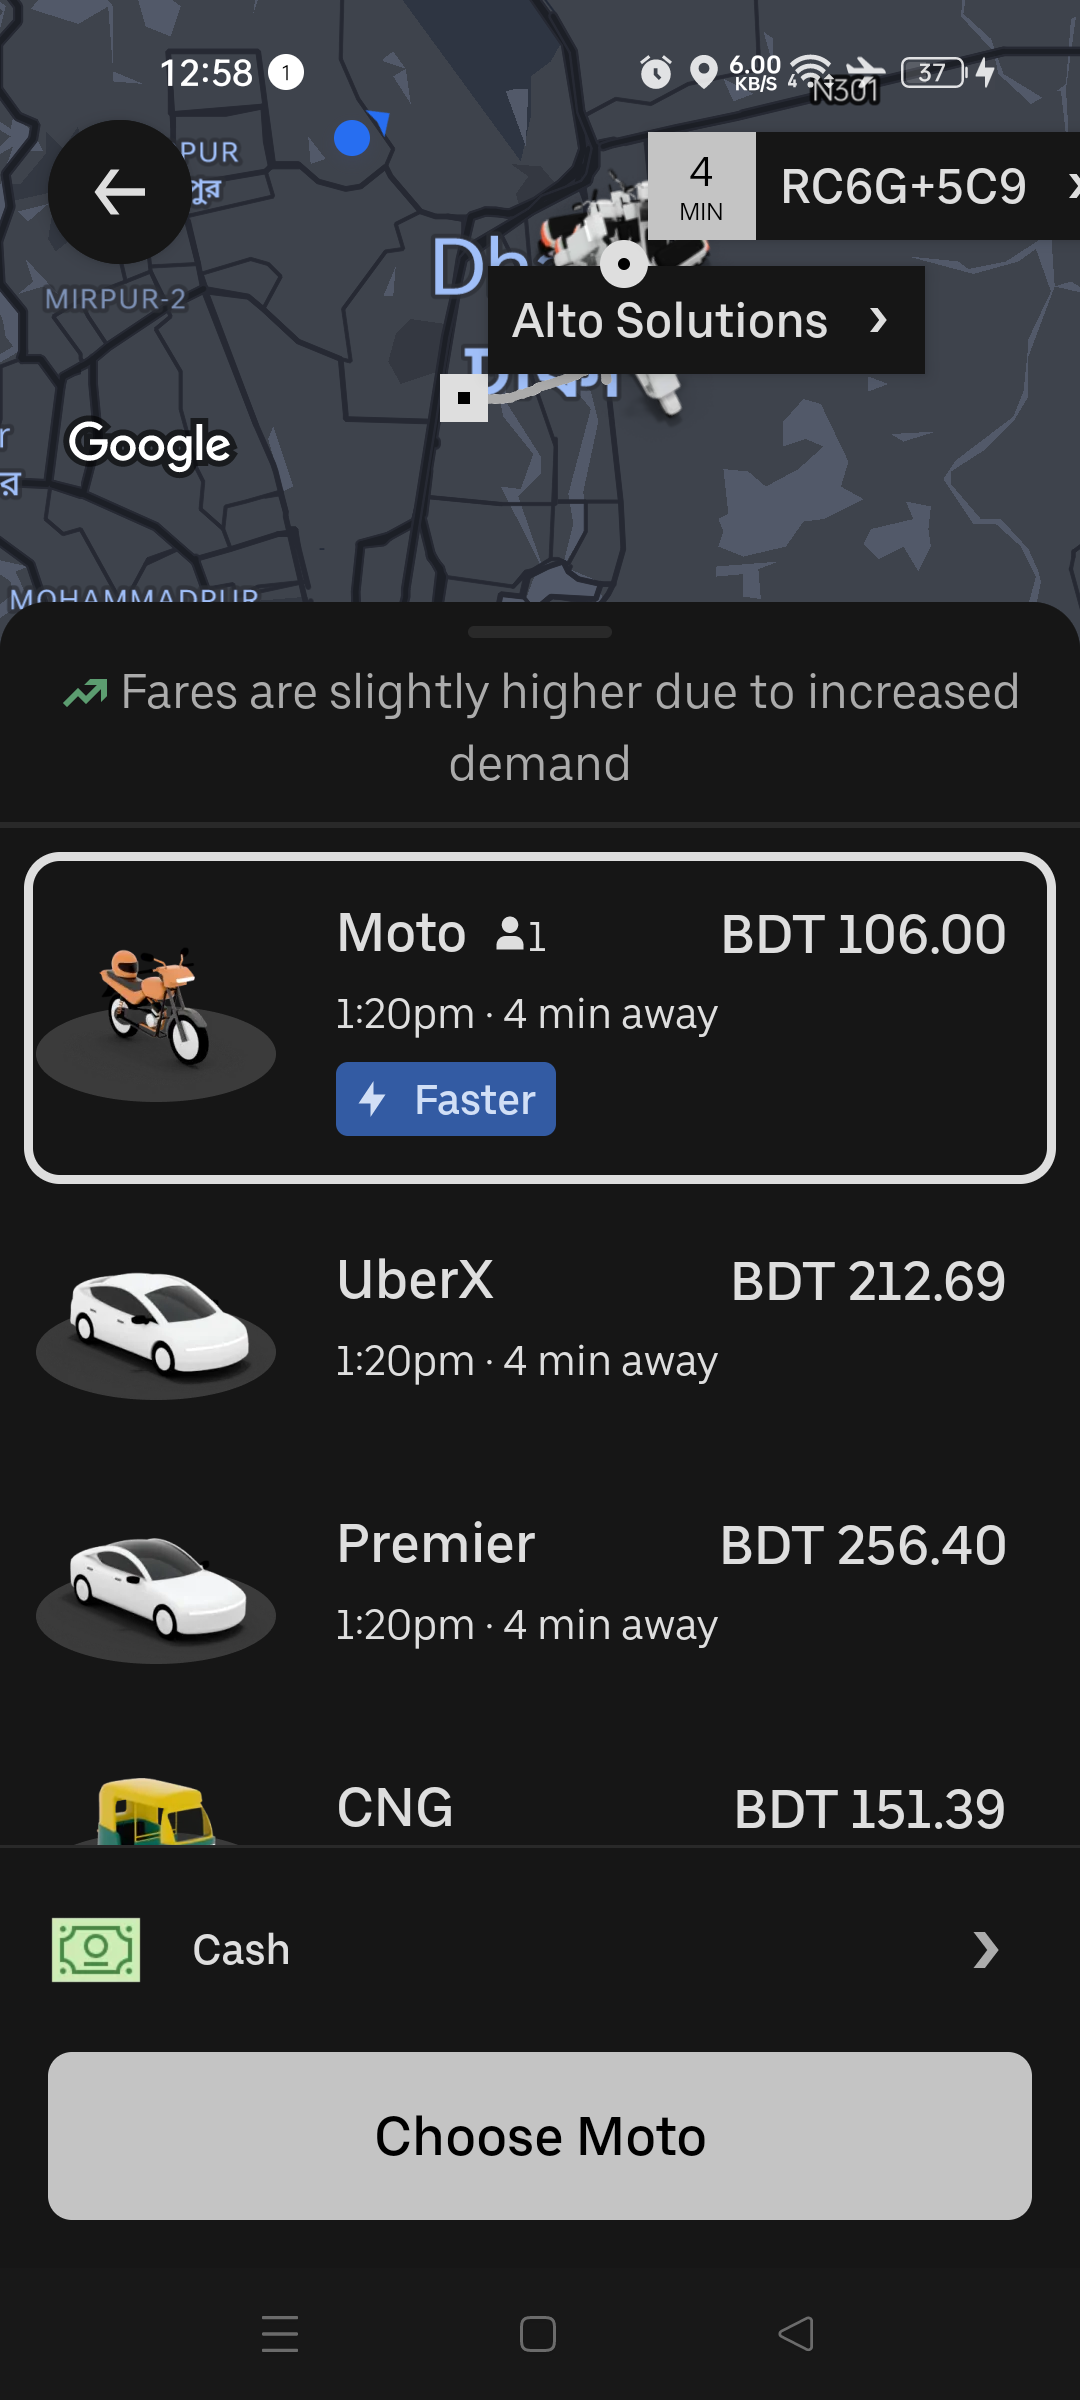 12:58 1
6.00
KB/S
4
37
N301
PUR
পুর
4
MIN
RC6G+5C9
MIRPUR-2
Alto Solutions
Google
MOHAMMADPUR
Fares are slightly higher due to increased
demand
Moto 1 BDT 106.00
1:20pm · 4 min away
Faster
UberX BDT 212.69
1:20pm · 4 min away
Premier BDT 256.40
1:20pm · 4 min away
CNG BDT 151.39
Cash
Choose Moto